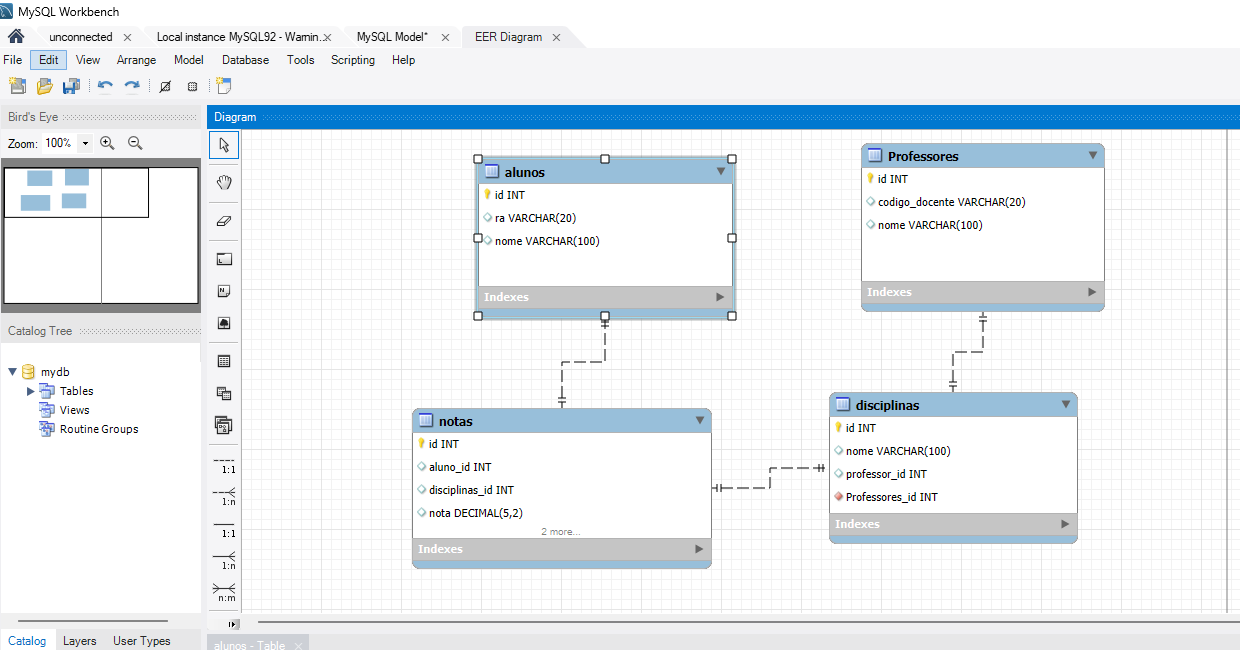 MySQL Workbench
unconnected
Local instance MySQL92 - Warnin...
MySQL Model*
EER Diagram
File Edit View Arrange Model Database Tools Scripting Help
Bird's Eye
Diagram
Zoom: 100%
alunos
id INT
ra VARCHAR(20)
nome VARCHAR(100)
Indexes
Professores
id INT
codigo_docente VARCHAR(20)
nome VARCHAR(100)
Indexes
Catalog Tree
mydb
Tables
Views
Routine Groups
notas
id INT
aluno_id INT
disciplinas_id INT
nota DECIMAL(5,2)
2 more...
Indexes
disciplinas
id INT
nome VARCHAR(100)
professor_id INT
Professores_id INT
Indexes
1:1
1:n
1:1
1:n
n:m
Catalog Layers User Types
alunos - Table